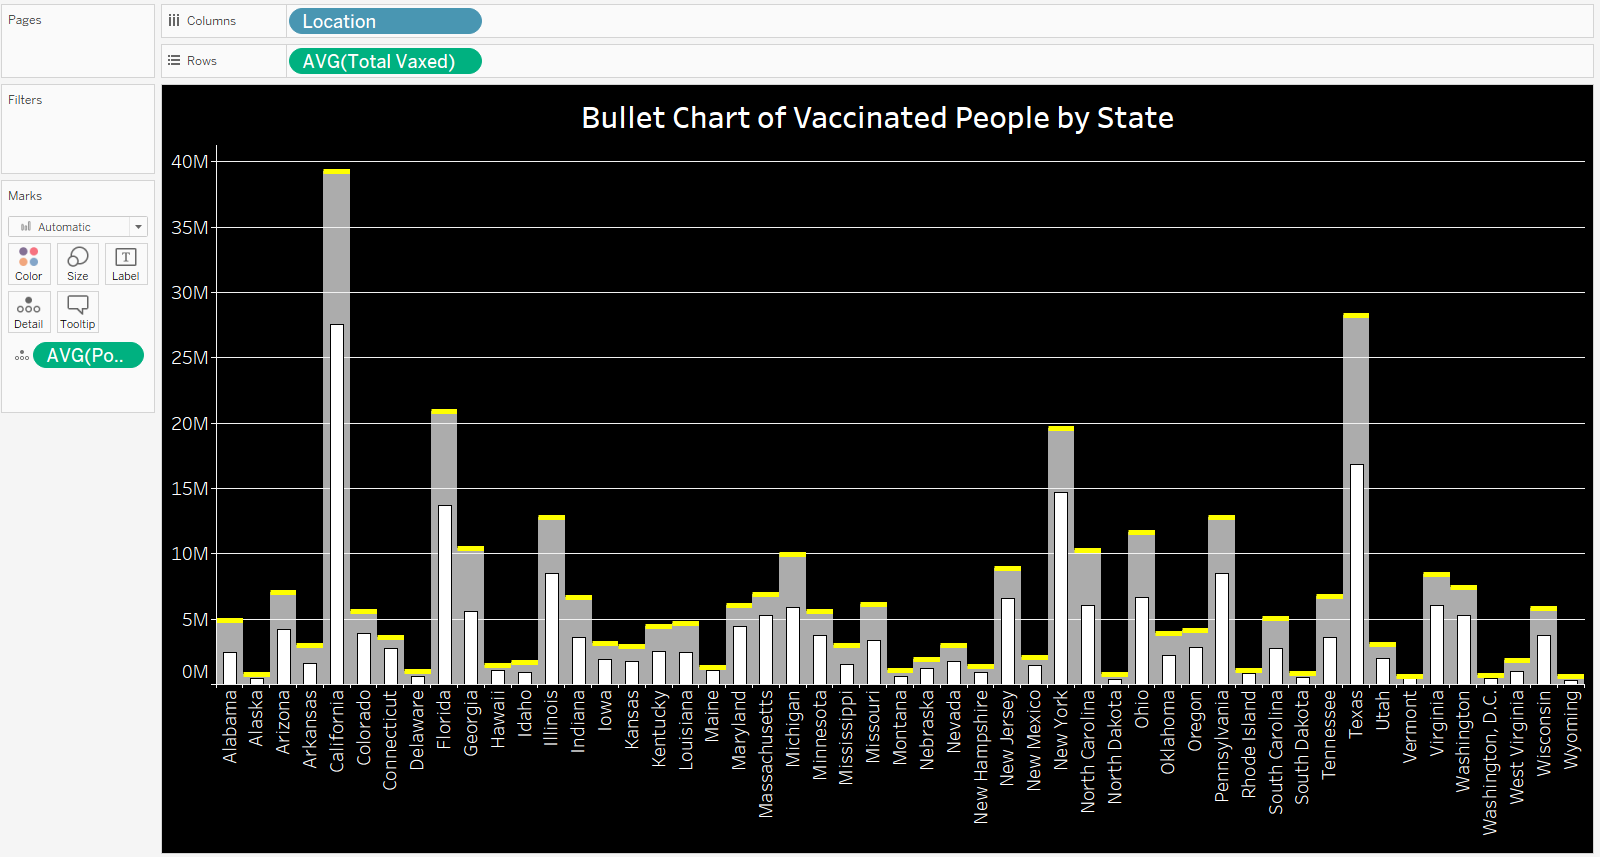 Pages
Columns
Location
Rows
AVG(Total Vaxed)
Filters
Marks
Automatic
Color
Size
T
Label
Detail
Tooltip
AVG(Po..
Bullet Chart of Vaccinated People by State
40M
35M
30M
25M
20M
15M
10M
5M
0M
Alabama
Alaska
Arizona
Arkansas
California
Colorado
Connecticut
Delaware
Florida
Georgia
Hawaii
Idaho
Illinois
Indiana
Iowa
Kansas
Kentucky
Louisiana
Maine
Maryland
Massachusetts
Michigan
Minnesota
Mississippi
Missouri
Montana
Nebraska
Nevada
New Hampshire
New Jersey
New Mexico
New York
North Carolina
North Dakota
Ohio
Oklahoma
Oregon
Pennsylvania
Rhode Island
South Carolina
South Dakota
Tennessee
Texas
Utah
Vermont
Virginia
Washington
Washington, D.C.
West Virginia
Wisconsin
Wyoming